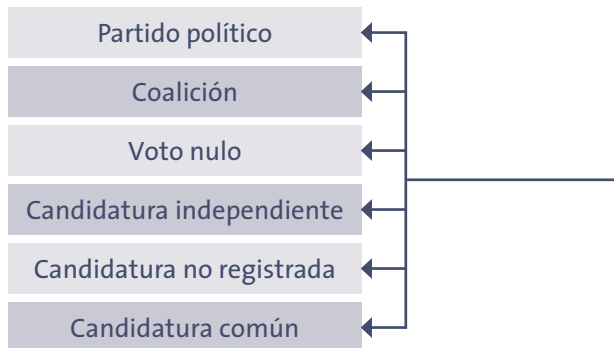 Partido político
Coalición
Voto nulo
Candidatura independiente
Candidatura no registrada
Candidatura común